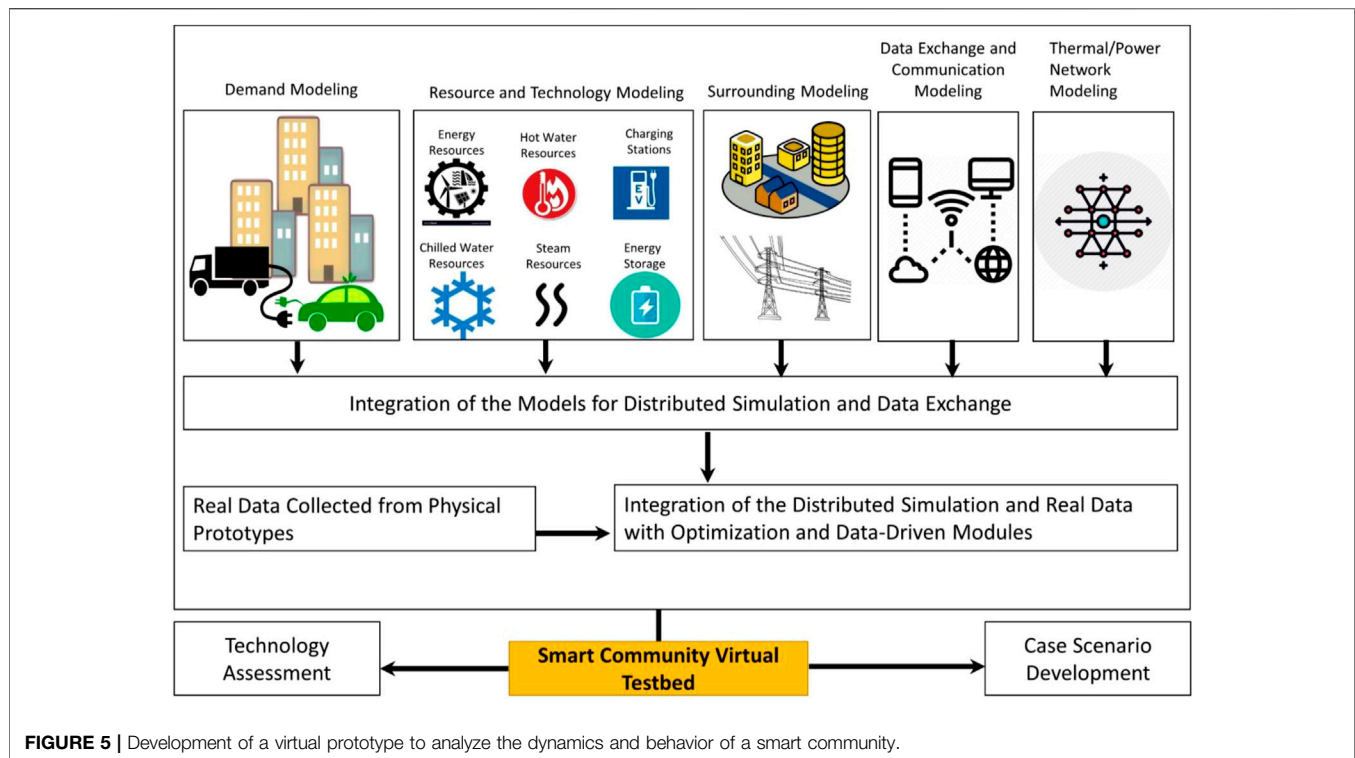 Demand Modeling
Resource and Technology Modeling
Surrounding Modeling
Data Exchange and
Communication
Modeling
Thermal/Power
Network
Modeling
Energy
Resources
Hot Water
Resources
Charging
Stations
E
V
Chilled Water
Resources
Steam
Resources
Energy
Storage
Integration of the Models for Distributed Simulation and Data Exchange
Real Data Collected from Physical
Prototypes
Integration of the Distributed Simulation and Real Data
with Optimization and Data-Driven Modules
Technology
Assessment
Smart Community Virtual
Testbed
Case Scenario
Development
FIGURE 5 | Development of a virtual prototype to analyze the dynamics and behavior of a smart community.